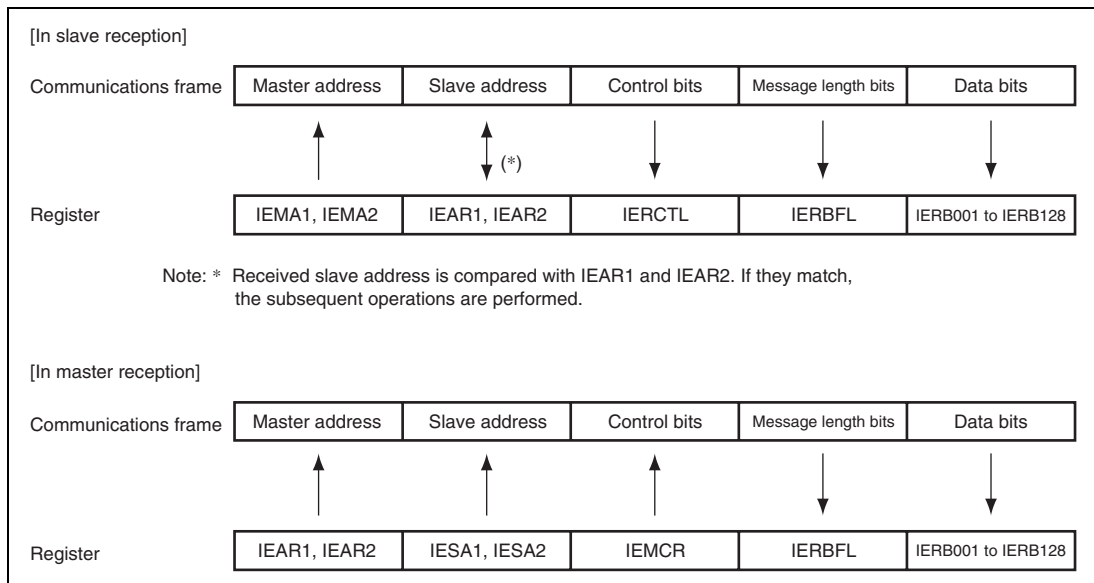 [In slave reception]
Communications frame Master address Slave address Control bits Message length bits Data bits
(*)
Register IEMA1, IEMA2 IEAR1, IEAR2 IERCTL IERBFL IERB001 to IERB128
Note: * Received slave address is compared with IEAR1 and IEAR2. If they match,
the subsequent operations are performed.
[In master reception]
Communications frame Master address Slave address Control bits Message length bits Data bits
Register IEAR1, IEAR2 IESA1, IESA2 IEMCR IERBFL IERB001 to IERB128